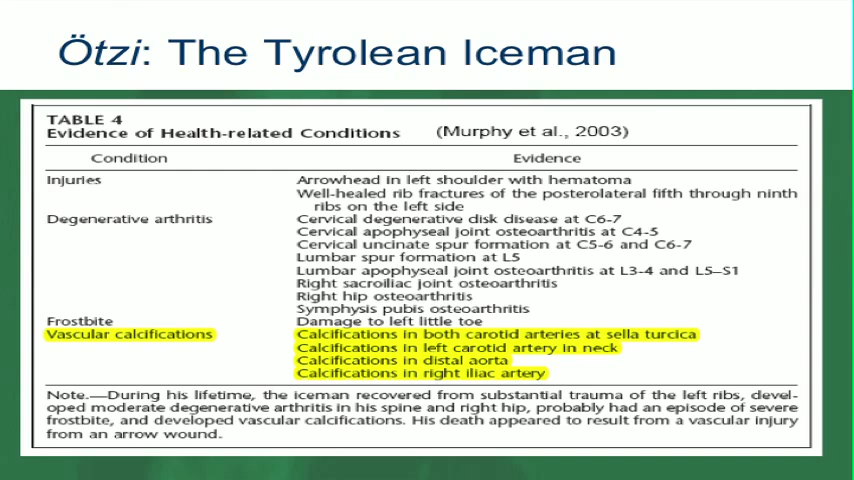 Ötzi: The Tyrolean Iceman
TABLE 4
Evidence of Health-related Conditions (Murphy et al., 2003)
Condition Evidence
Injuries Arrowhead in left shoulder with hematoma
Well-healed rib fractures of the posterolateral fifth through ninth
ribs on the left side
Degenerative arthritis Cervical degenerative disk disease at C6-7
Cervical apophyseal joint osteoarthritis at C4-5
Cervical uncinate spur formation at C5-6 and C6-7
Lumbar spur formation at L5
Lumbar apophyseal joint osteoarthritis at L3-4 and L5–S1
Right sacroiliac joint osteoarthritis
Right hip osteoarthritis
Symphysis pubis osteoarthritis
Frostbite Damage to left little toe
Vascular calcifications Calcifications in both carotid arteries at sella turcica
Calcifications in left carotid artery in neck
Calcifications in distal aorta
Calcifications in right iliac artery
Note.—During his lifetime, the iceman recovered from substantial trauma of the left ribs, devel-
oped moderate degenerative arthritis in his spine and right hip, probably had an episode of severe
frostbite, and developed vascular calcifications. His death appeared to result from a vascular injury
from an arrow wound.